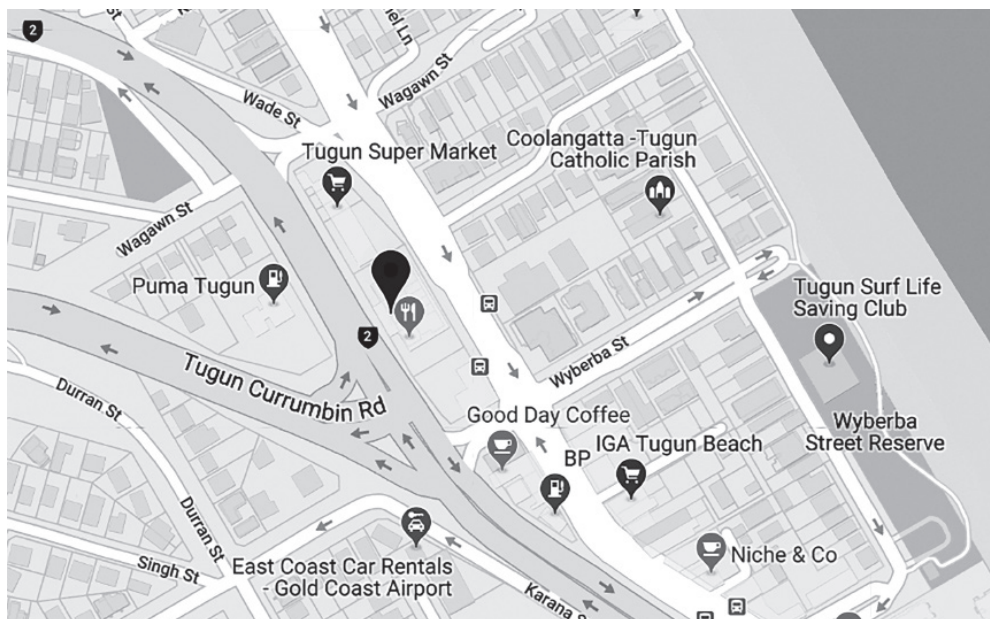 2
St
Wade St
Wagawn St
Tugun Super Market
Coolangatta -Tugun
Catholic Parish
Wagawn St
Puma Tugun
2
Tugun Currumbin Rd
Wyberba St
Tugun Surf Life
Saving Club
Wyberba
Street Reserve
Durran St
Good Day Coffee
BP
IGA Tugun Beach
Durran St
Niche & Co
East Coast Car Rentals
- Gold Coast Airport
Singh St
Karana S